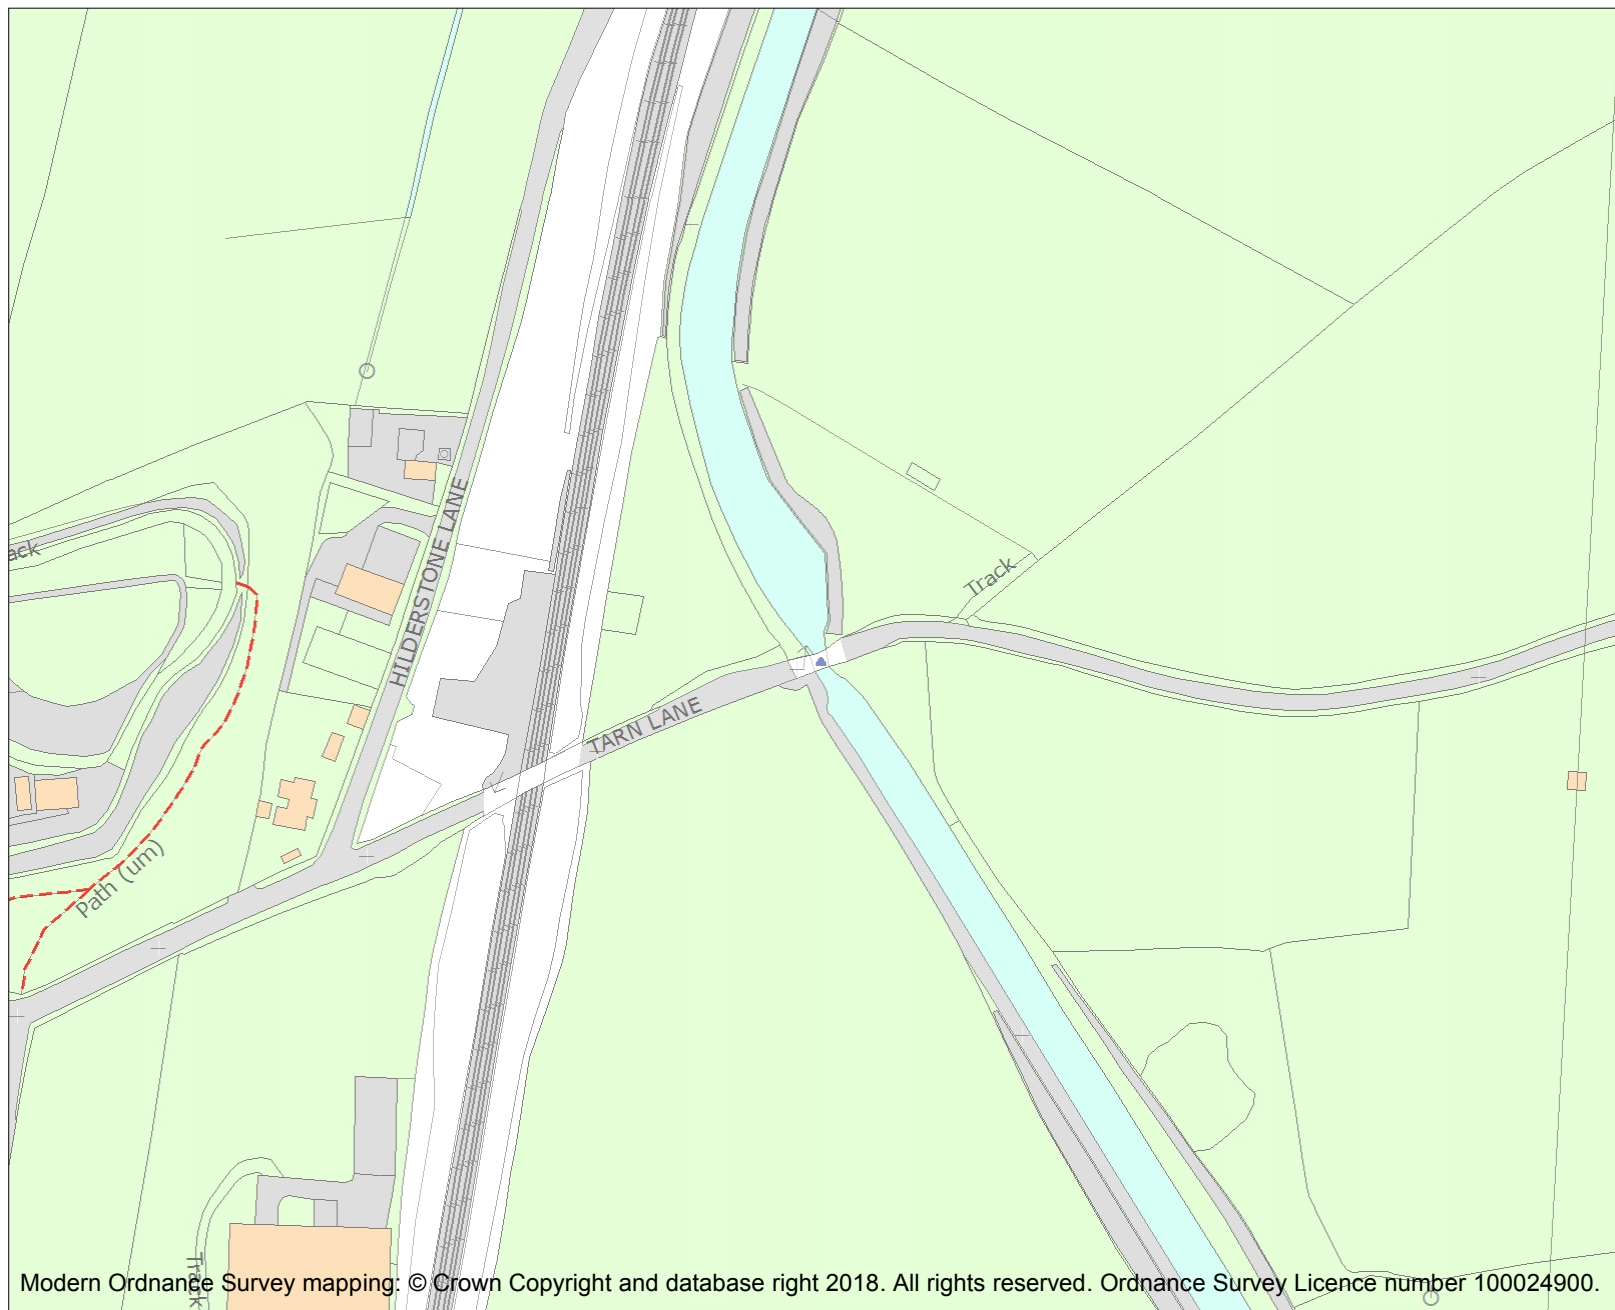 ack
HILDERSTONE LANE
Track
TARN LANE
Path (um)
Track
Modern Ordnance Survey mapping: © Crown Copyright and database right 2018. All rights reserved. Ordnance Survey Licence number 100024900.